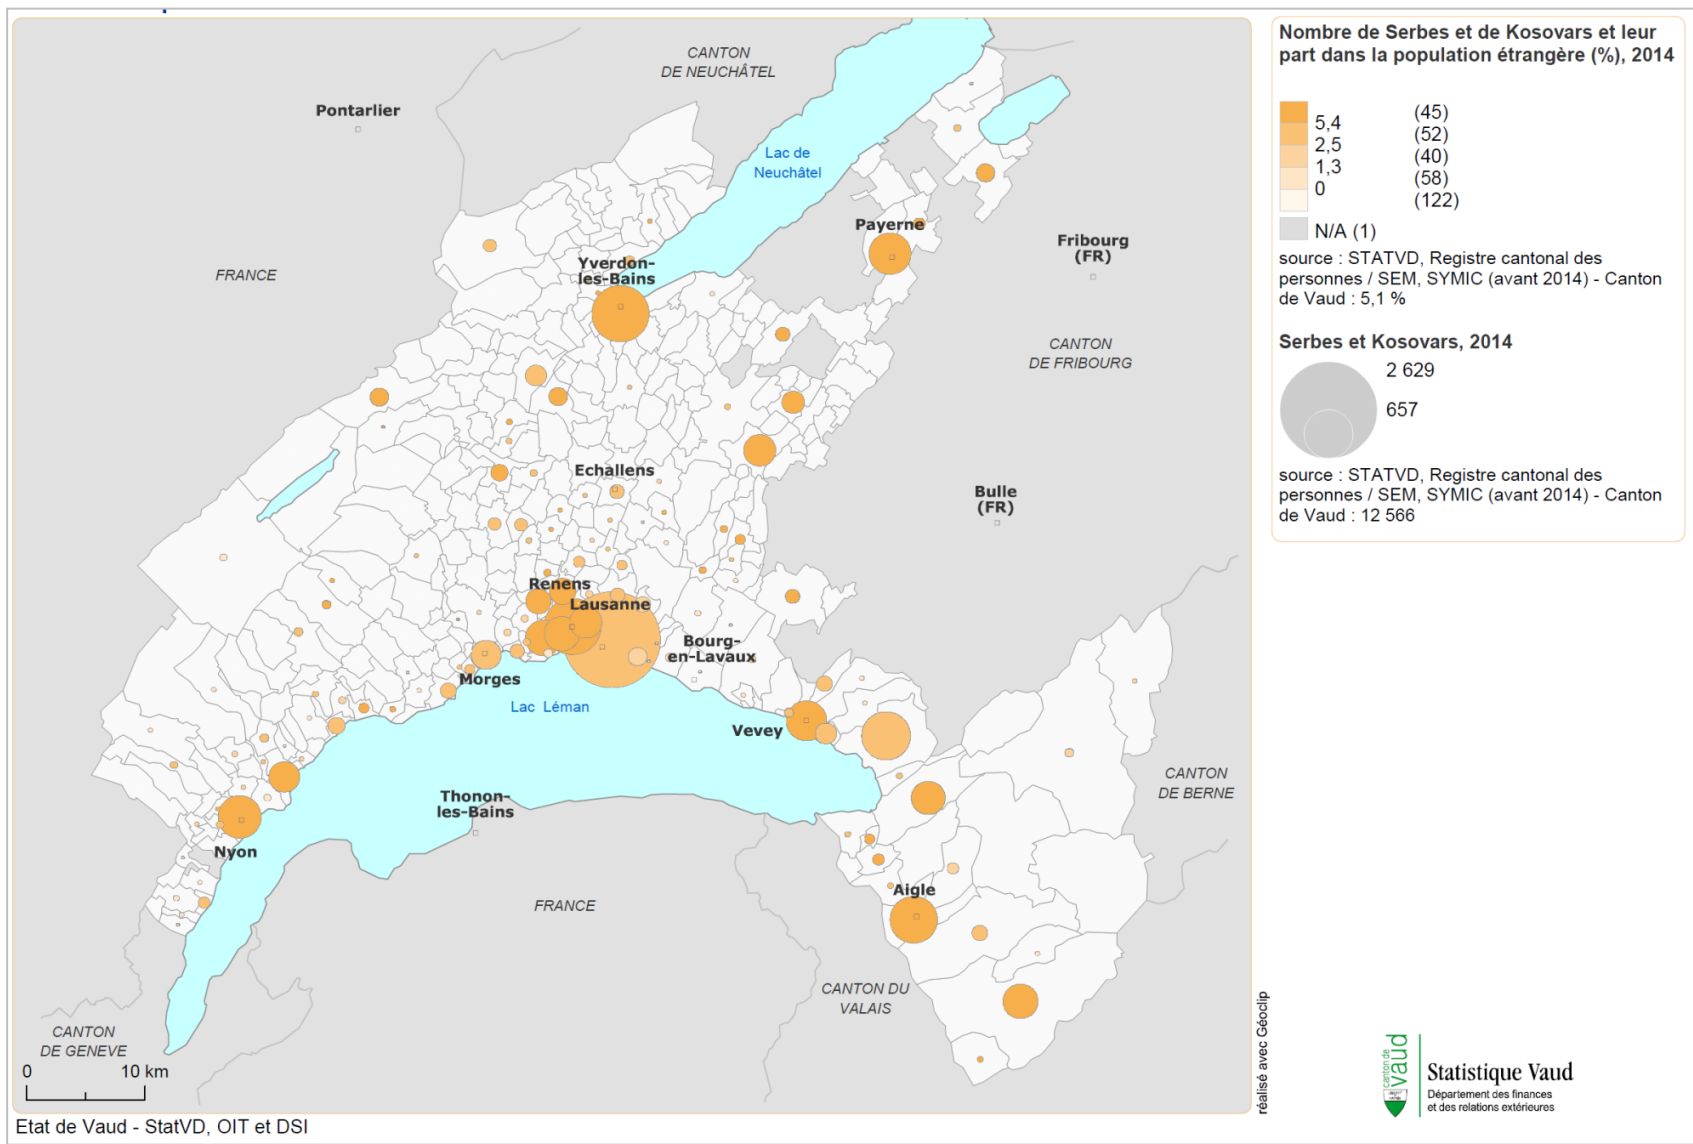 CANTON
DE NEUCHÂTEL
Pontarlier
Lac de
Neuchâtel
Payerne
Fribourg
(FR)
Yverdon-
les-Bains
FRANCE
CANTON
DE FRIBOURG
Echallens
Bulle
(FR)
Renens
Lausanne
Bourg-
en-Lavaux
Morges
Lac Léman
Vevey
CANTON
DE BERNE
Thonon-
les-Bains
Nyon
Aigle
FRANCE
CANTON DU
VALAIS
CANTON
DE GENEVE
0 10 km
Etat de Vaud - StatVD, OIT et DSI
réalisé avec Géoclip
Nombre de Serbes et de Kosovars et leur
part dans la population étrangère (%), 2014
(45)
5,4
(52)
2,5
(40)
1,3
(58)
0
(122)
N/A (1)
source : STATVD, Registre cantonal des
personnes / SEM, SYMIC (avant 2014) - Canton
de Vaud : 5,1 %
Serbes et Kosovars, 2014
2 629
657
source : STATVD, Registre cantonal des
personnes / SEM, SYMIC (avant 2014) - Canton
de Vaud : 12 566
canton de
vaud
Statistique Vaud
Département des finances
et des relations extérieures